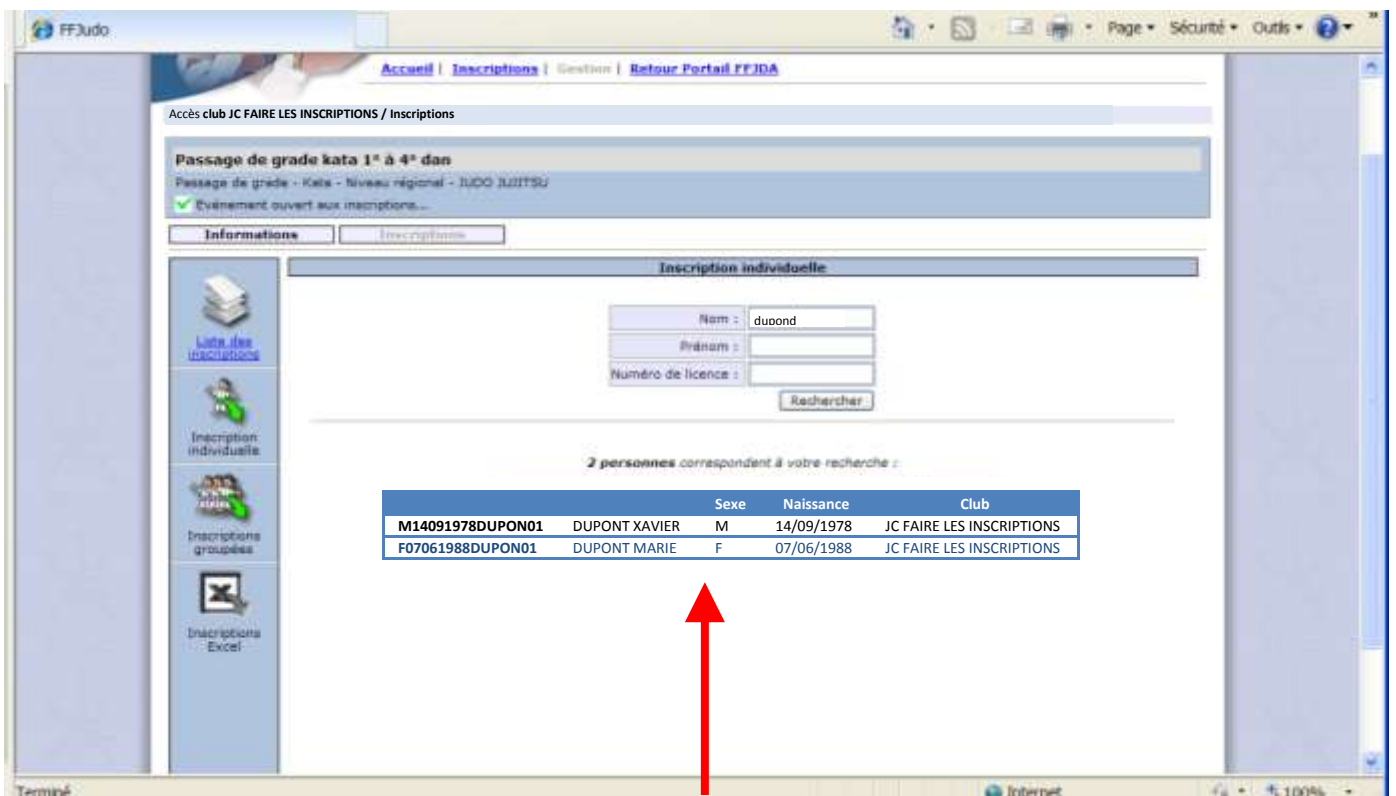 FFJudo
Page Sécurité Outils
Accueil | Inscriptions | Gestion | Retour Portail FFJDA
Accès club JC FAIRE LES INSCRIPTIONS / Inscriptions
Passage de grade kata 1° à 4° dan
Passage de grade - Kata - Niveau régional - JUDO JUJITSU
Evénement ouvert aux inscriptions...
Informations Inscriptions
Inscription individuelle
Liste des
inscriptions
Inscription
individuelle
Inscriptions
groupées
Inscriptions
Excel
Nom : dupond
Prénom :
Numéro de licence :
Rechercher
2 personnes correspondent à votre recherche :
Sexe Naissance Club
M14091978DUPON01 DUPONT XAVIER M 14/09/1978 JC FAIRE LES INSCRIPTIONS
F07061988DUPON01 DUPONT MARIE F 07/06/1988 JC FAIRE LES INSCRIPTIONS
Terminé Internet 100%